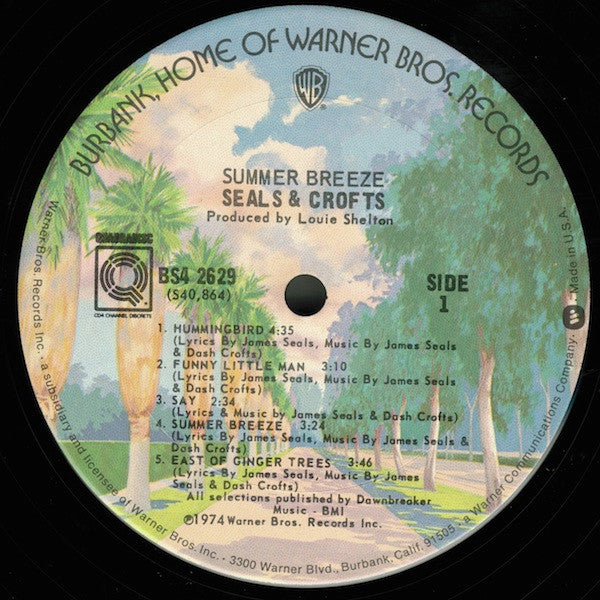 BURBANK, HOME OF WARNER BROS. RECORDS
WB
SUMMER BREEZE
SEALS & CROFTS
Produced by Louie Shelton
QUADRADISC
CD4 CHANNEL DISCRETE
BS4 2629
(S40,864)
SIDE
1
1. HUMMINGBIRD 4:35
(Lyrics By James Seals, Music By James Seals
& Dash Crofts)
2. FUNNY LITTLE MAN 3:10
(Lyrics By James Seals, Music By James Seals
& Dash Crofts)
3. SAY 2:34
(Lyrics & Music by James Seals & Dash Crofts)
4. SUMMER BREEZE 3:24
(Lyrics By James Seals, Music By James Seals &
Dash Crofts)
5. EAST OF GINGER TREES 3:46
(Lyrics By James Seals, Music By James
Seals & Dash Crofts)
All selections published by Dawnbreaker
Music - BMI
℗1974 Warner Bros. Records Inc.
Warner Bros. Records Inc. - a subsidiary and licensee of Warner Bros. Inc. - 3300 Warner Blvd., Burbank, Calif. 91505 - a Warner Communications Company - Made in U.S.A.